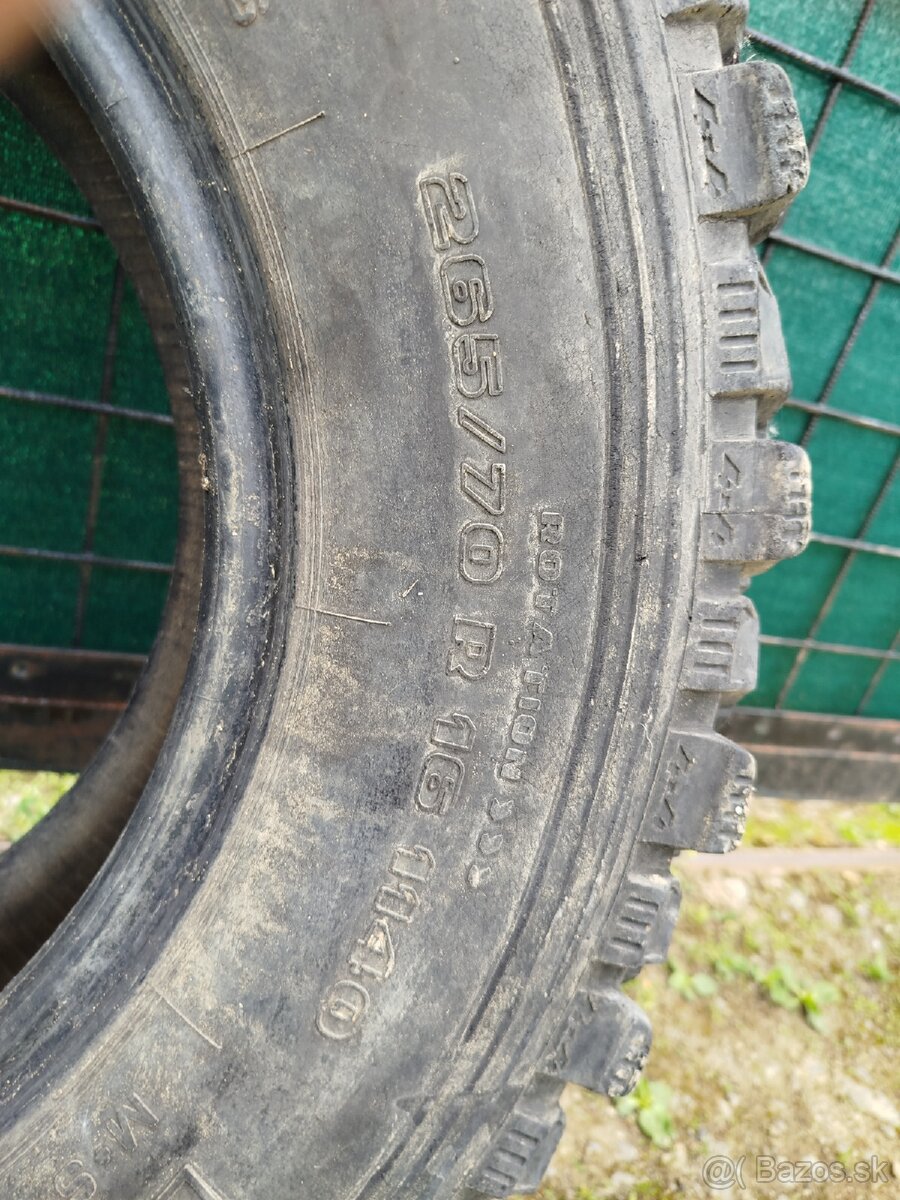 265/70 R 16 114Q
ROTATION >>>
M+S
@( Bazos.sk